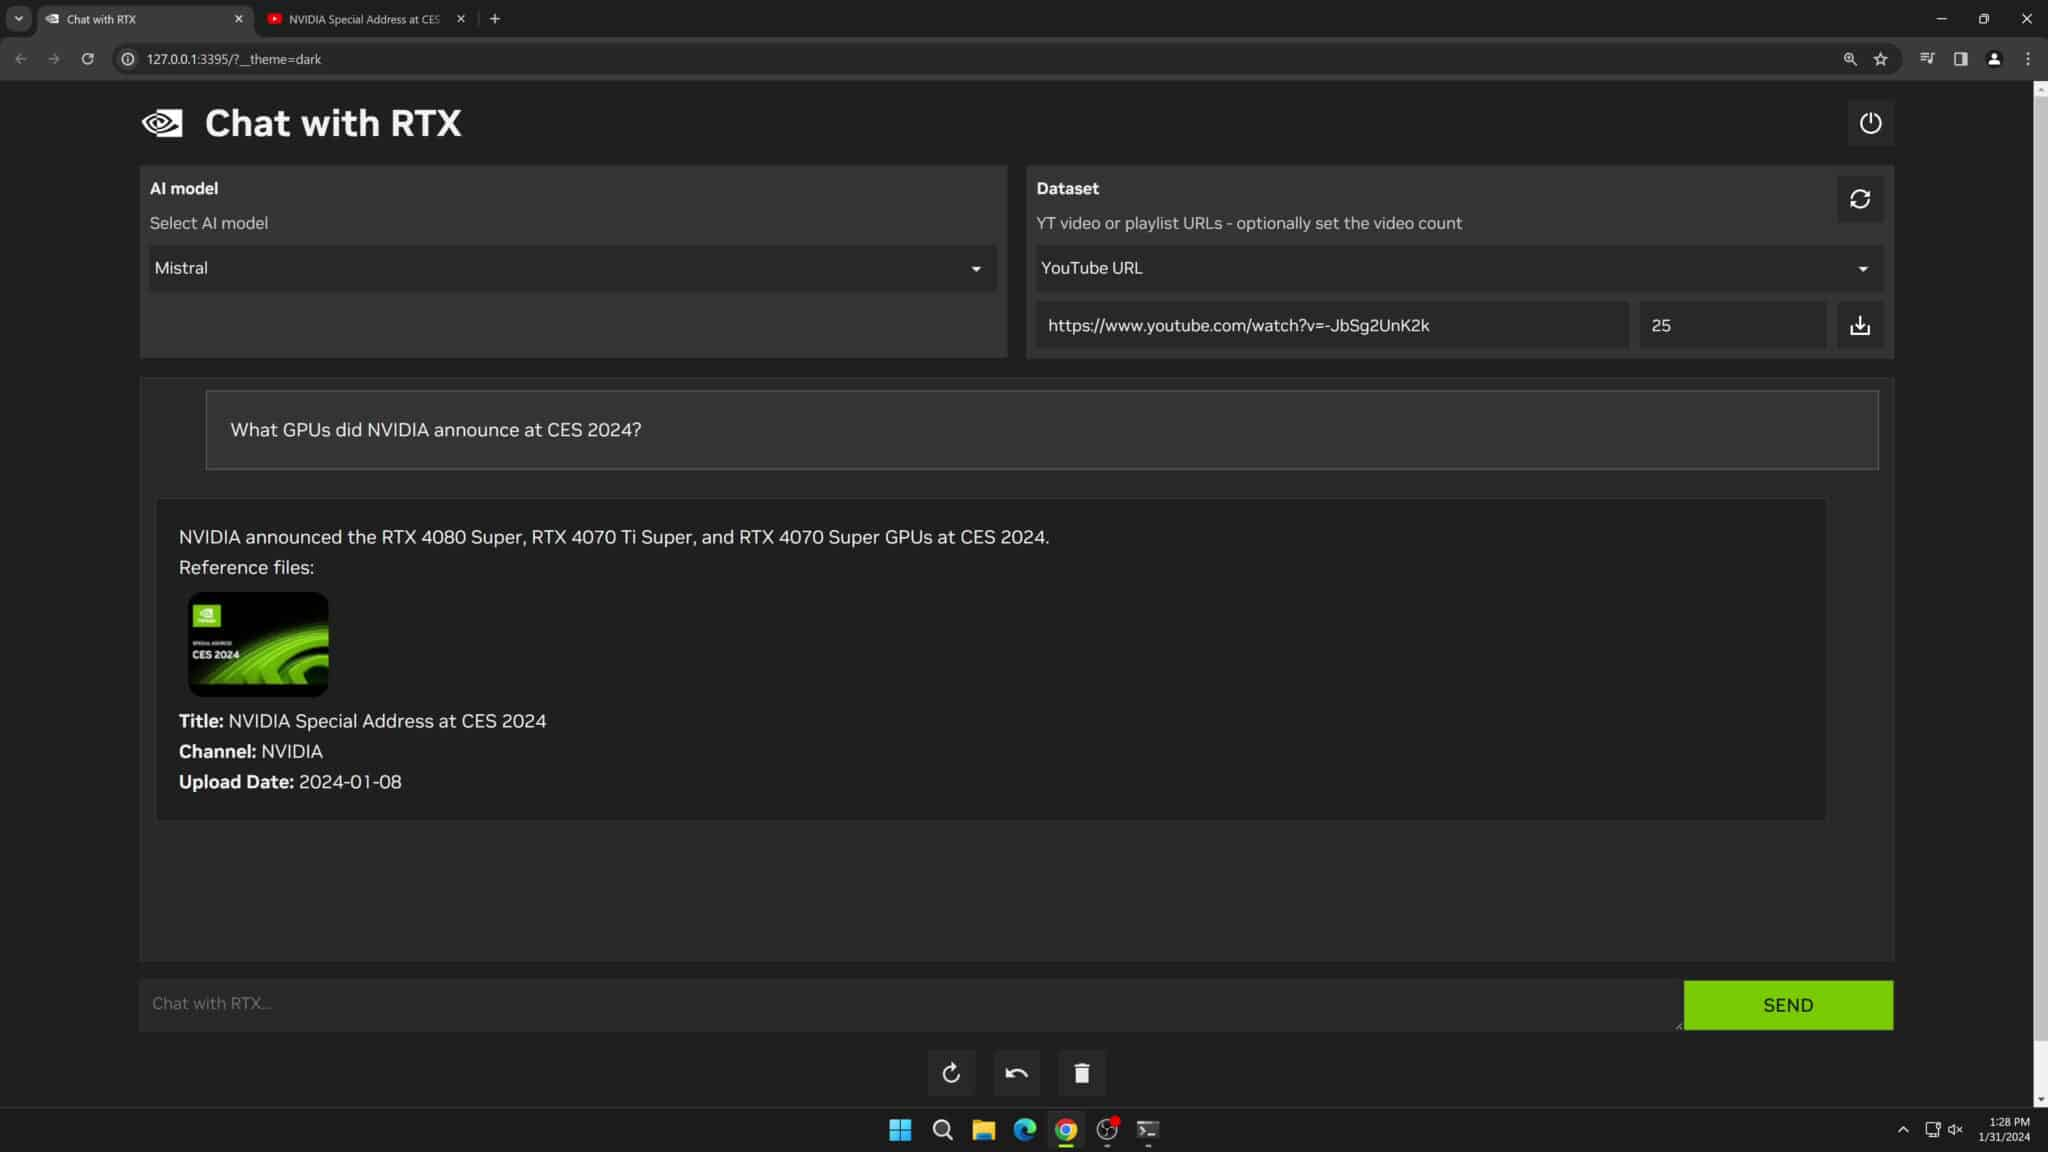 Chat with RTX
NVIDIA Special Address at CES
127.0.0.1:3395/?__theme=dark
Chat with RTX
AI model
Select AI model
Mistral
Dataset
YT video or playlist URLs - optionally set the video count
YouTube URL
https://www.youtube.com/watch?v=-JbSg2UnK2k
25
What GPUs did NVIDIA announce at CES 2024?
NVIDIA announced the RTX 4080 Super, RTX 4070 Ti Super, and RTX 4070 Super GPUs at CES 2024.
Reference files:
SPECIAL ADDRESS
CES 2024
Title: NVIDIA Special Address at CES 2024
Channel: NVIDIA
Upload Date: 2024-01-08
Chat with RTX...
SEND
1:28 PM
1/31/2024